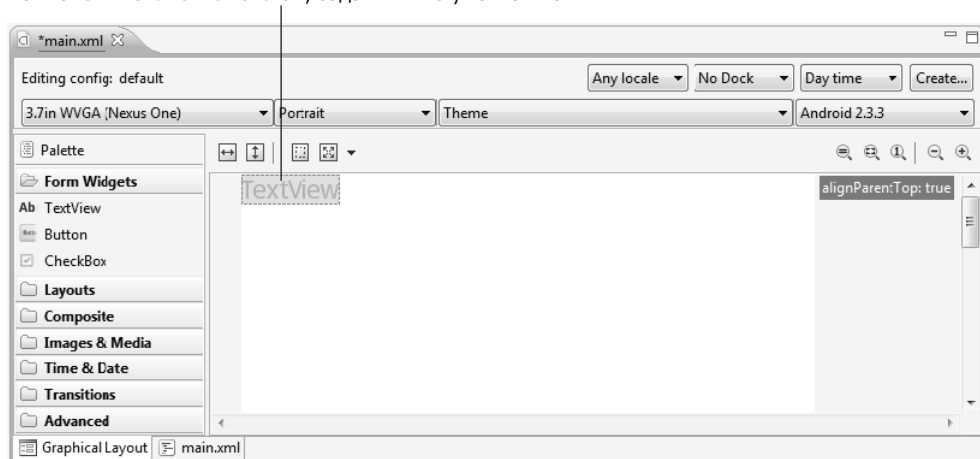 *main.xml
Editing config: default
Any locale
No Dock
Day time
Create...
3.7in WVGA (Nexus One)
Portrait
Theme
Android 2.3.3
Palette
Form Widgets
Ab TextView
Button
CheckBox
Layouts
Composite
Images & Media
Time & Date
Transitions
Advanced
TextView
alignParentTop: true
Graphical Layout
main.xml